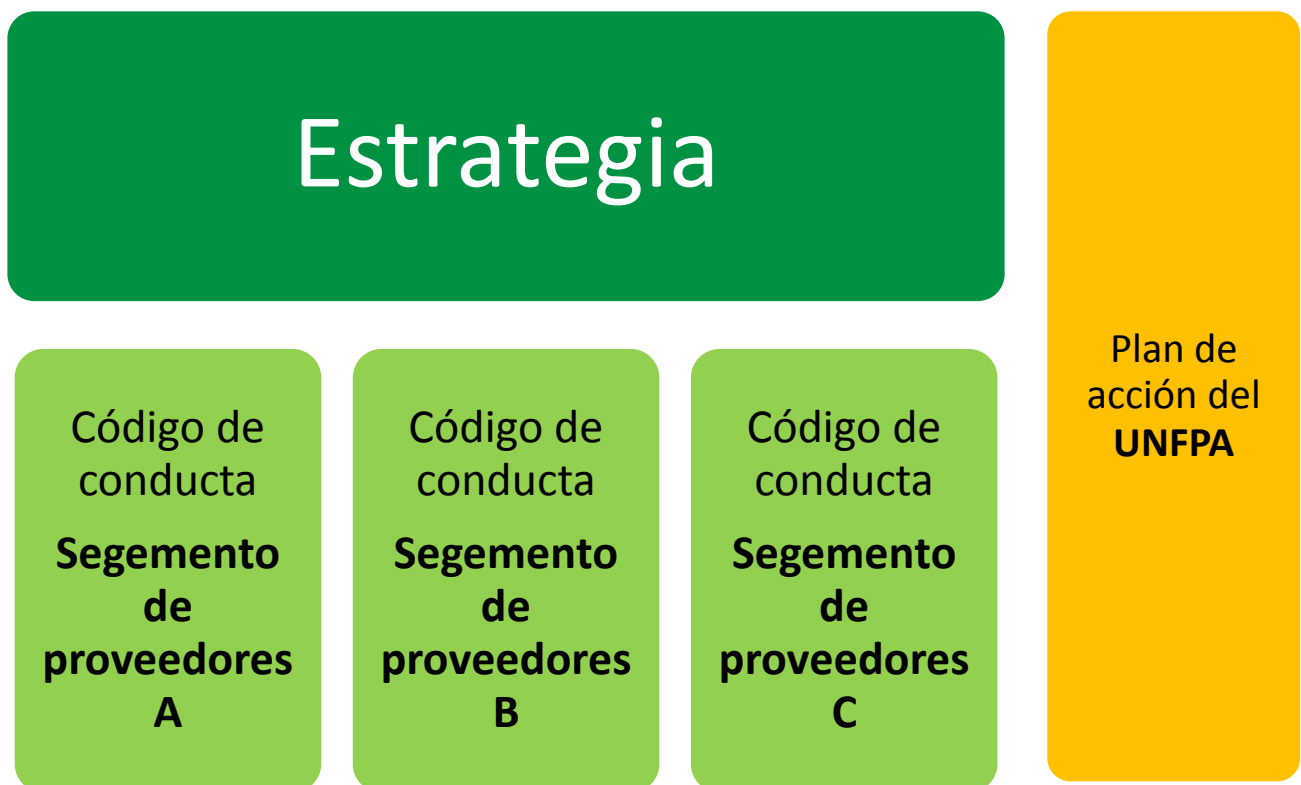 Estrategia
Código de
conducta
Segemento
de
proveedores
A
Código de
conducta
Segemento
de
proveedores
B
Código de
conducta
Segemento
de
proveedores
C
Plan de
acción del
UNFPA